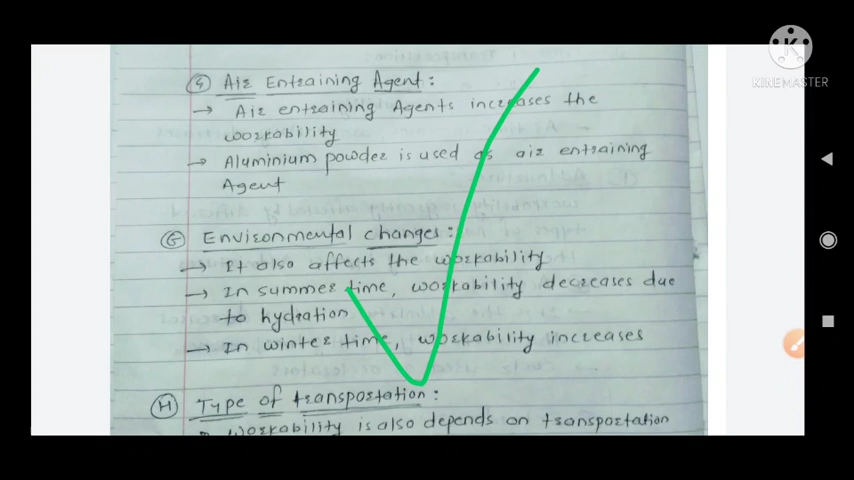 KINEMASTER
④ Air Entraining Agent :
→ Air entraining Agents increases the
workability
→ Aluminium powder is used as air entraining
Agent
Ⓖ Environmental changes :
→ It also affects the workability
→ In summer time, workability decreases due
to hydration
→ In winter time, workability increases
Ⓗ Type of transportation :
workability is also depends on transportation